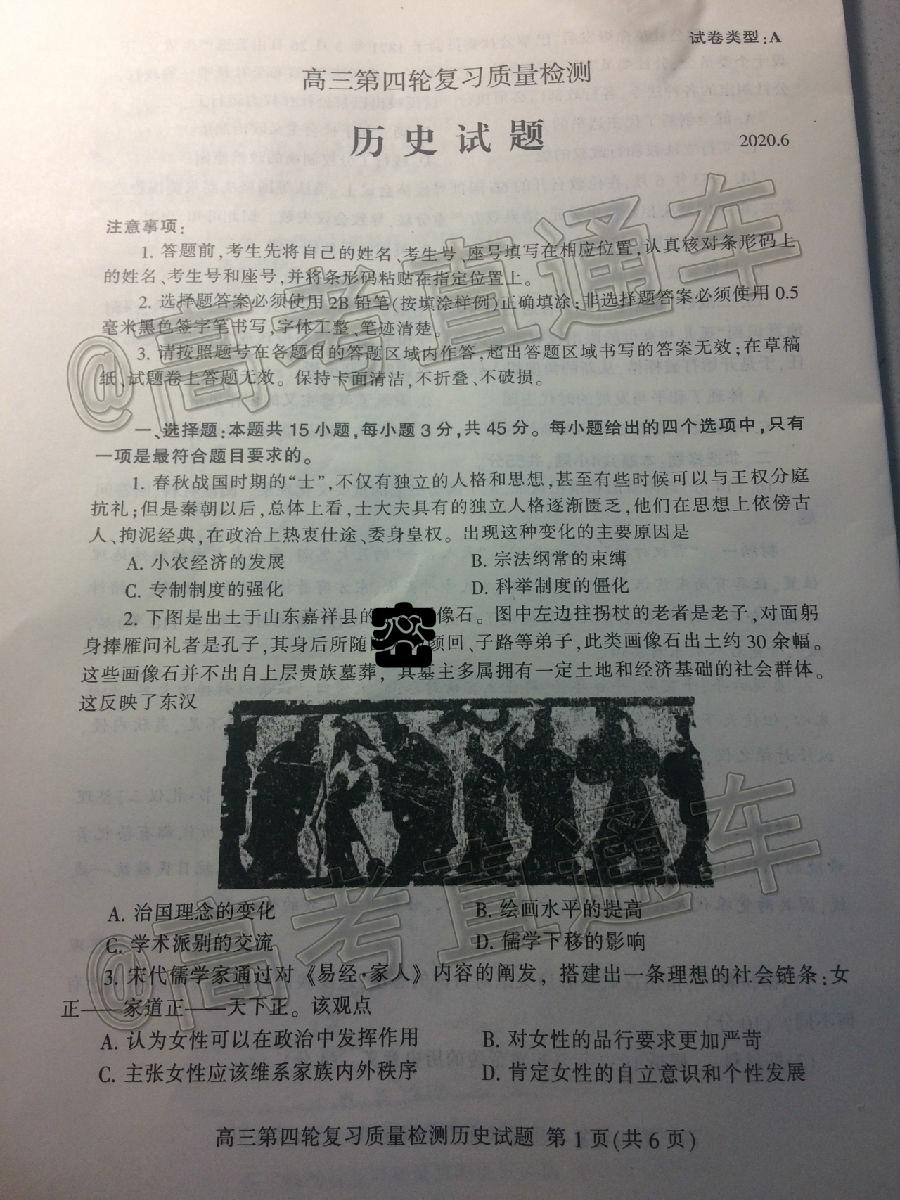 试卷类型:A
高三第四轮复习质量检测
历史试题
2020.6
注意事项:
1. 答题前,考生先将自己的姓名、考生号、座号填写在相应位置,认真核对条形码上
的姓名、考生号和座号,并将条形码粘贴在指定位置上。
2. 选择题答案必须使用2B铅笔(按填涂样例)正确填涂;非选择题答案必须使用0.5
毫米黑色签字笔书写,字体工整、笔迹清楚。
3. 请按照题号在各题目的答题区域内作答,超出答题区域书写的答案无效;在草稿
纸、试题卷上答题无效。保持卡面清洁,不折叠、不破损。
一、选择题:本题共15小题,每小题3分,共45分。每小题给出的四个选项中,只有
一项是最符合题目要求的。
1. 春秋战国时期的“士”,不仅有独立的人格和思想,甚至有些时候可以与王权分庭
抗礼;但是秦朝以后,总体上看,士大夫具有的独立人格逐渐匮乏,他们在思想上依傍古
人、拘泥经典,在政治上热衷仕途、委身皇权。出现这种变化的主要原因是
A. 小农经济的发展 B. 宗法纲常的束缚
C. 专制制度的强化 D. 科举制度的僵化
2. 下图是出土于山东嘉祥县的 像石。图中左边拄拐杖的老者是老子,对面躬
身捧雁问礼者是孔子,其身后所随 颜回、子路等弟子,此类画像石出土约30余幅。
这些画像石并不出自上层贵族墓葬,其墓主多属拥有一定土地和经济基础的社会群体。
这反映了东汉
A. 治国理念的变化 B. 绘画水平的提高
C. 学术派别的交流 D. 儒学下移的影响
3. 宋代儒学家通过对《易经·家人》内容的阐发,搭建出一条理想的社会链条:女
正——家道正——天下正。该观点
A. 认为女性可以在政治中发挥作用 B. 对女性的品行要求更加严苛
C. 主张女性应该维系家族内外秩序 D. 肯定女性的自立意识和个性发展
高三第四轮复习质量检测历史试题 第1页(共6页)
@高考直通车
@高考直通车